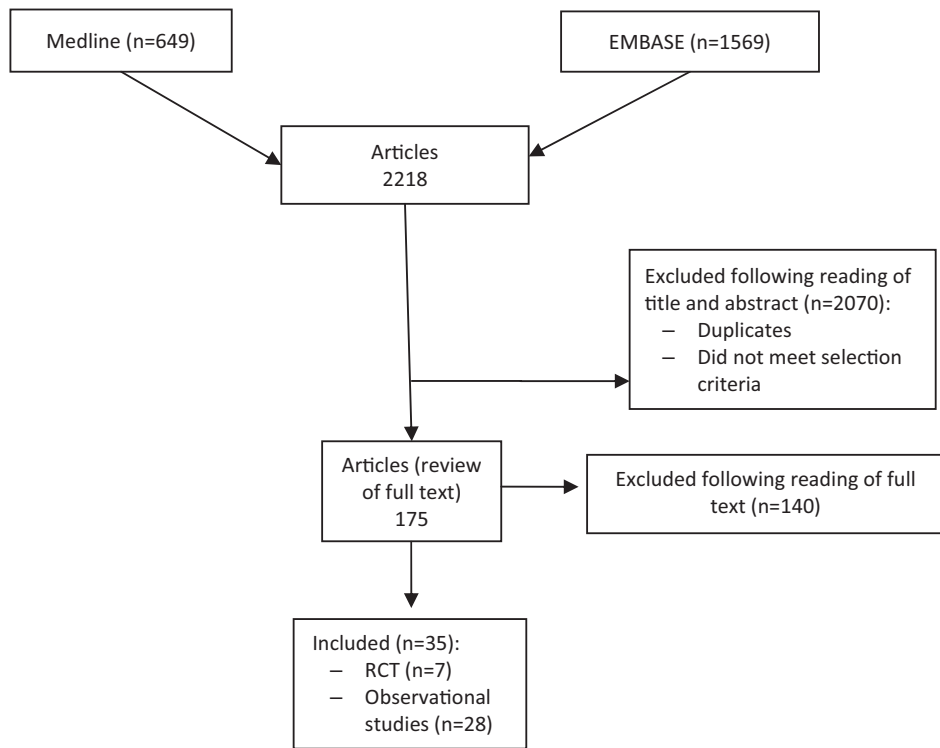 Medline (n=649)
EMBASE (n=1569)
Articles
2218
Excluded following reading of
title and abstract (n=2070):
– Duplicates
– Did not meet selection
criteria
Articles (review
of full text)
175
Excluded following reading of full
text (n=140)
Included (n=35):
– RCT (n=7)
– Observational
studies (n=28)